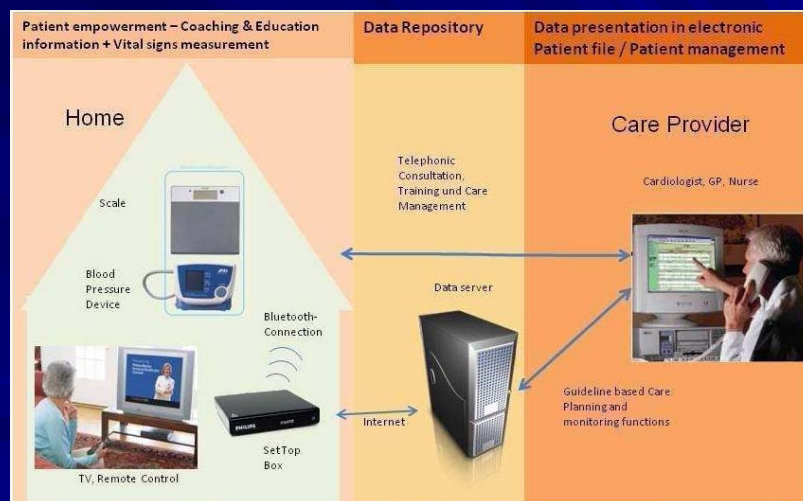 Patient empowerment – Coaching & Education
information + Vital signs measurement
Data Repository
Data presentation in electronic
Patient file / Patient management
Home
Care Provider
Scale
Blood
Pressure
Device
Bluetooth-
Connection
PHILIPS
SetTop
Box
TV, Remote Control
Telephonic
Consultation,
Training und Care
Management
Data server
Internet
Cardiologist, GP, Nurse
Guideline based Care
Planning and
monitoring functions